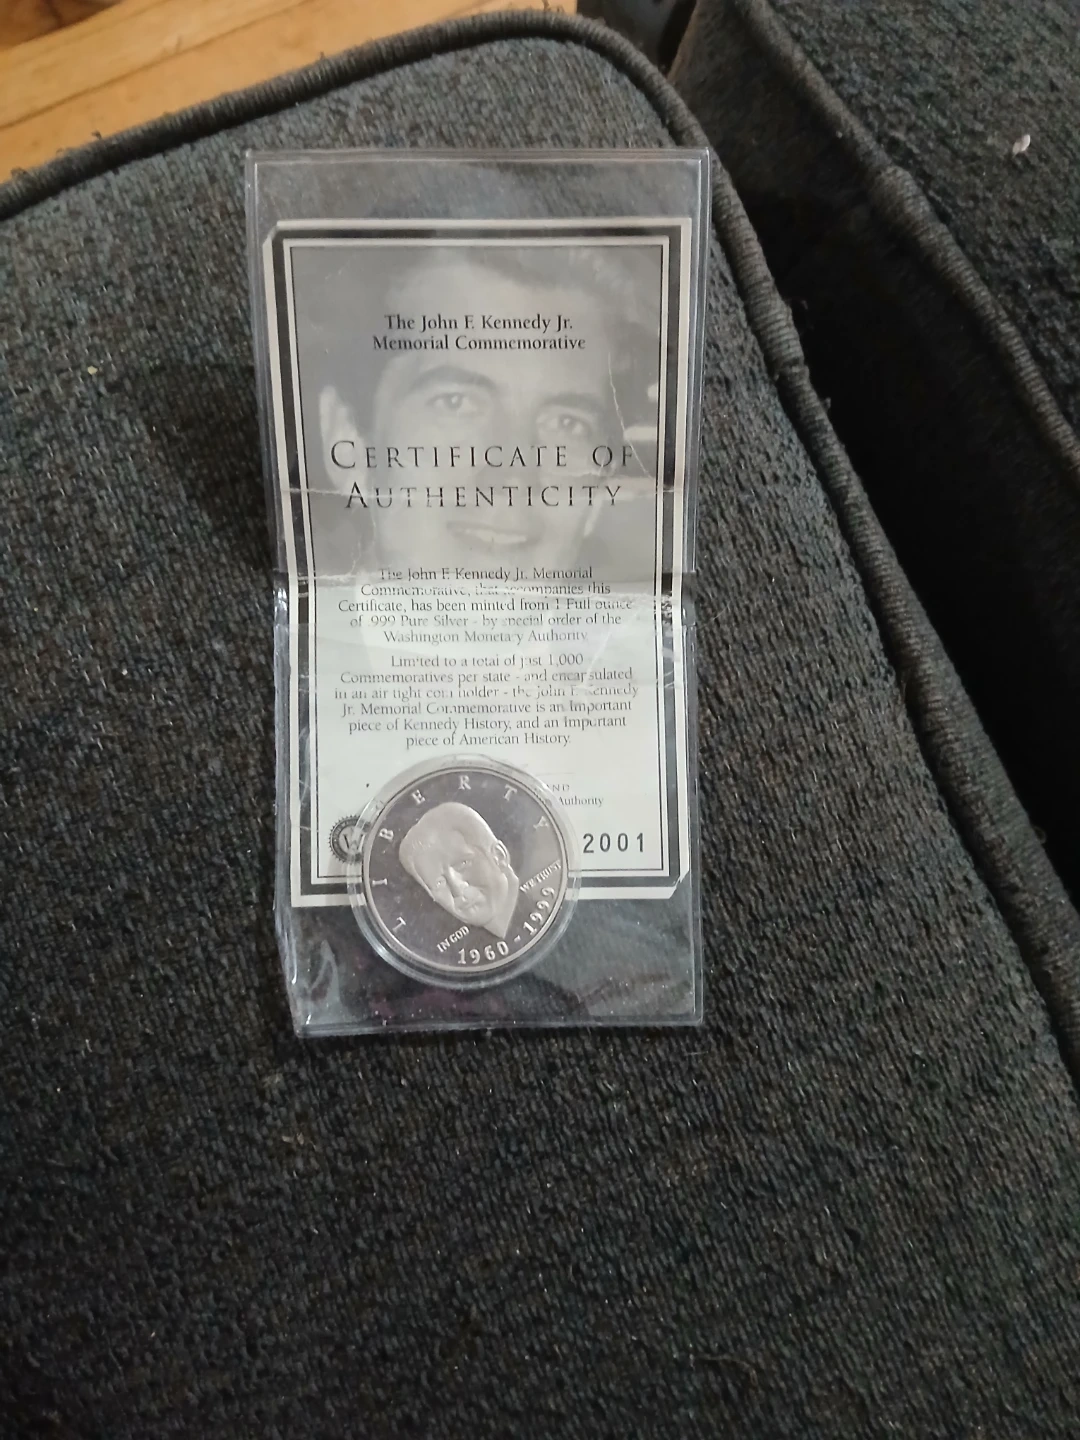 The John F. Kennedy Jr.
Memorial Commemorative
CERTIFICATE OF
AUTHENTICITY
The John F. Kennedy Jr. Memorial
Commemorative, that accompanies this
Certificate, has been minted from 1 Full ounce
of .999 Pure Silver - by special order of the
Washington Monetary Authority.
Limited to a total of just 1,000
Commemoratives per state - and encapsulated
in an air tight coin holder - the John F. Kennedy
Jr. Memorial Commemorative is an Important
piece of Kennedy History, and an Important
piece of American History.
Authority
2001
LIBERTY
IN GOD WE TRUST
1960-1999